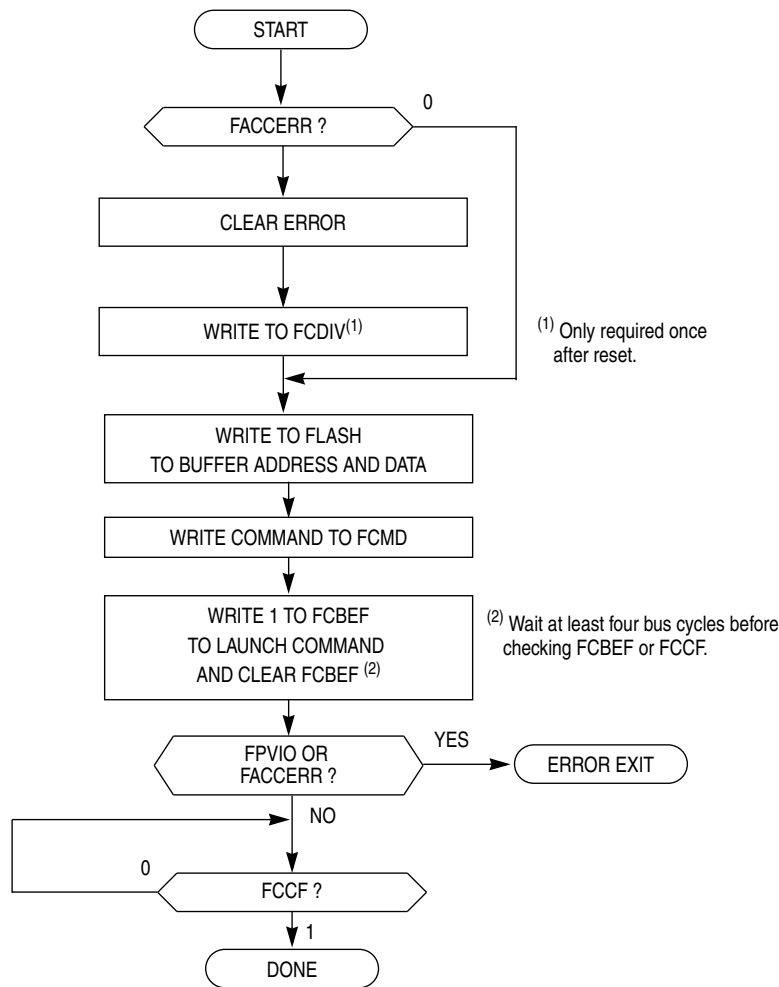 START
0
FACCERR ?
CLEAR ERROR
WRITE TO FCDIV(1)
(1) Only required once
after reset.
WRITE TO FLASH
TO BUFFER ADDRESS AND DATA
WRITE COMMAND TO FCMD
WRITE 1 TO FCBEF
TO LAUNCH COMMAND
AND CLEAR FCBEF (2)
(2) Wait at least four bus cycles before
checking FCBEF or FCCF.
YES
FPVIO OR
FACCERR ?
ERROR EXIT
NO
0
FCCF ?
1
DONE